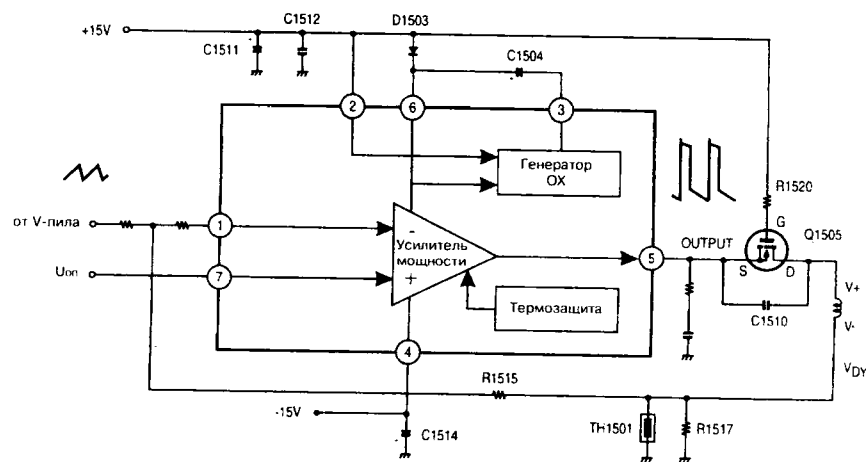 C1512
D1503
+15V
C1511
C1504
2
6
3
Генератор
ОХ
R1520
от V-пила
1
-
Усилитель
мощности
+
OUTPUT
G
Q1505
5
S
D
Uоп
7
C1510
V+
V-
Термозащита
4
VDY
R1515
-15V
C1514
TH1501
R1517